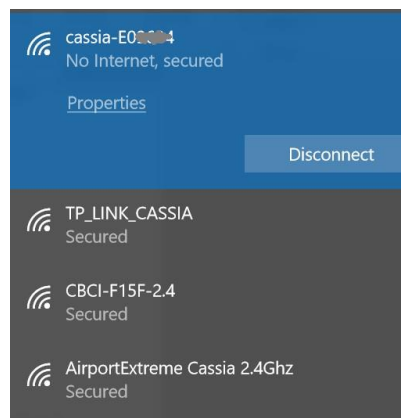 No Internet, secured
Properties
Disconnect
TP_LINK_CASSIA
Secured
CBCI-F15F-2.4
Secured
AirportExtreme Cassia 2.4Ghz
Secured